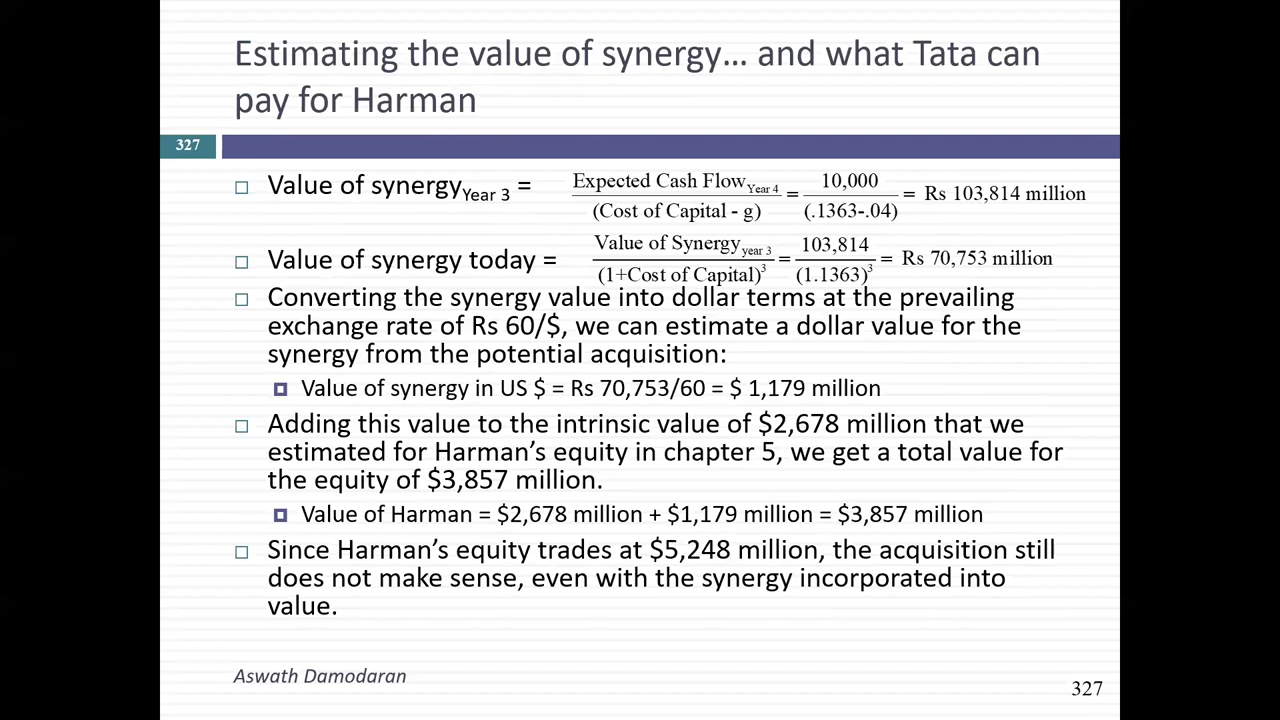 Estimating the value of synergy… and what Tata can
pay for Harman
327
□ Value of synergy Year 3 = Expected Cash Flow Year 4 / (Cost of Capital - g) = 10,000 / (.1363-.04) = Rs 103,814 million
□ Value of synergy today = Value of Synergy year 3 / (1+Cost of Capital)^3 = 103,814 / (1.1363)^3 = Rs 70,753 million
□ Converting the synergy value into dollar terms at the prevailing
exchange rate of Rs 60/$, we can estimate a dollar value for the
synergy from the potential acquisition:
Value of synergy in US $ = Rs 70,753/60 = $ 1,179 million
□ Adding this value to the intrinsic value of $2,678 million that we
estimated for Harman’s equity in chapter 5, we get a total value for
the equity of $3,857 million.
Value of Harman = $2,678 million + $1,179 million = $3,857 million
□ Since Harman’s equity trades at $5,248 million, the acquisition still
does not make sense, even with the synergy incorporated into
value.
Aswath Damodaran
327